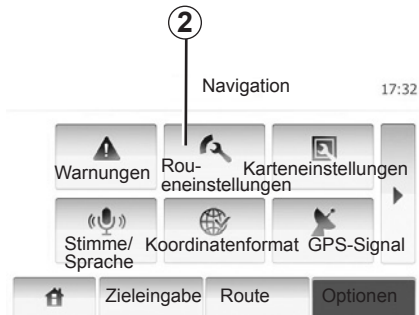 2
Navigation
17:32
Warnungen
Rou-
eneinstellungen
Karteneinstellungen
Stimme/
Sprache
Koordinatenformat
GPS-Signal
Zieleingabe
Route
Optionen